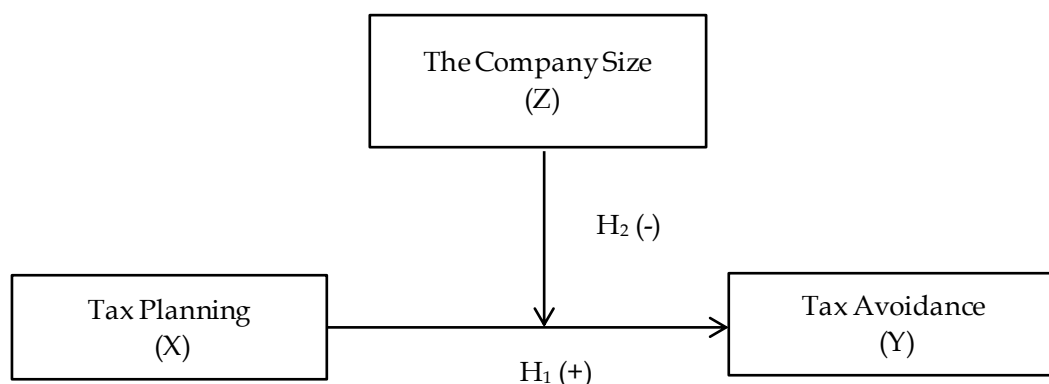 The Company Size
(Z)
H₂ (-)
Tax Planning
(X)
Tax Avoidance
(Y)
H₁ (+)